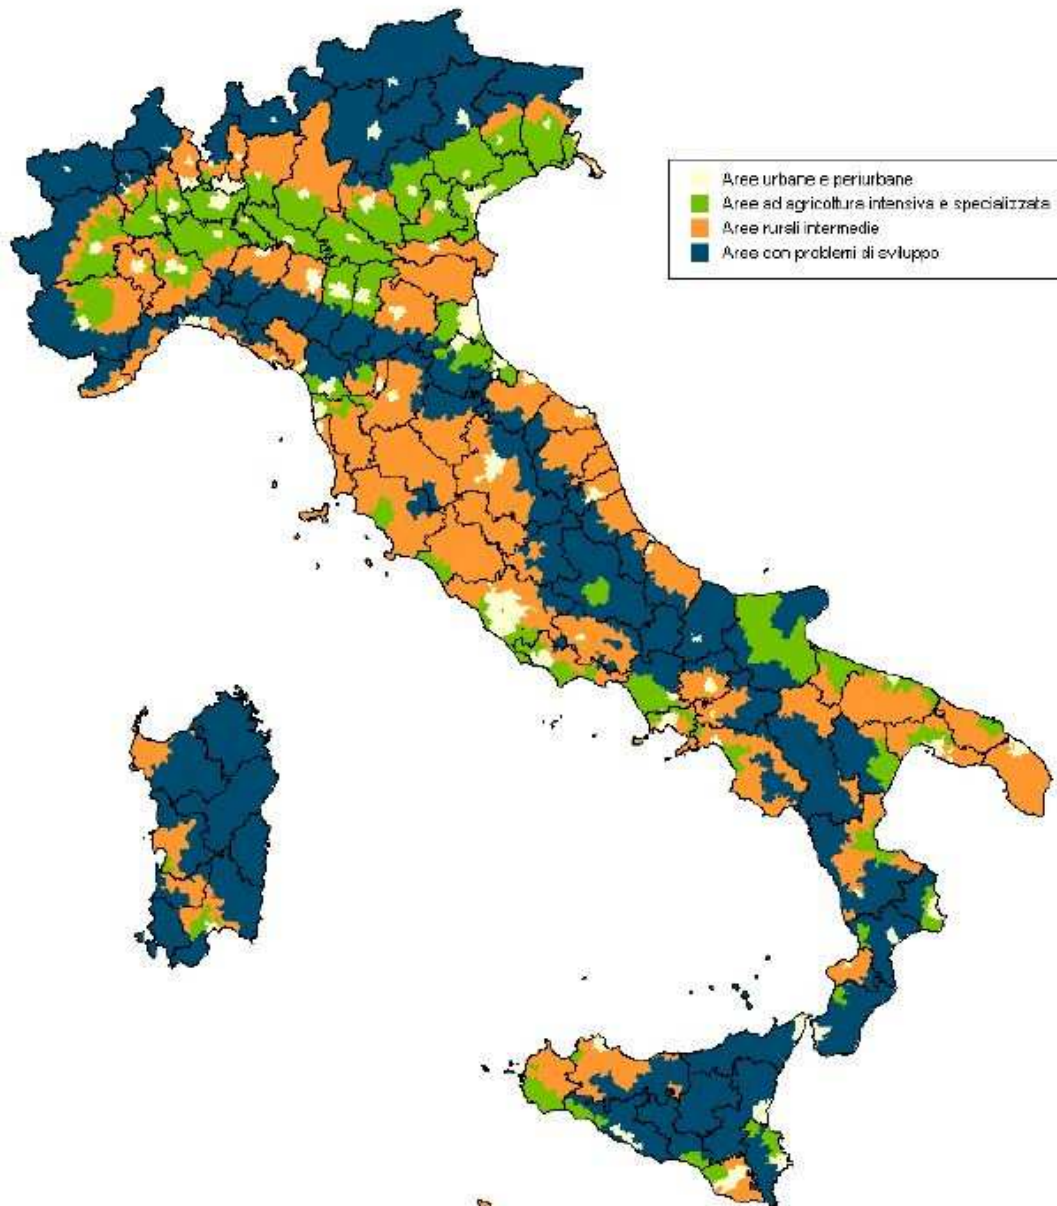 Aree urbane e periurbane
Aree ad agricoltura intensiva e specializzata
Aree rurali intermedie
Aree con problemi di sviluppo